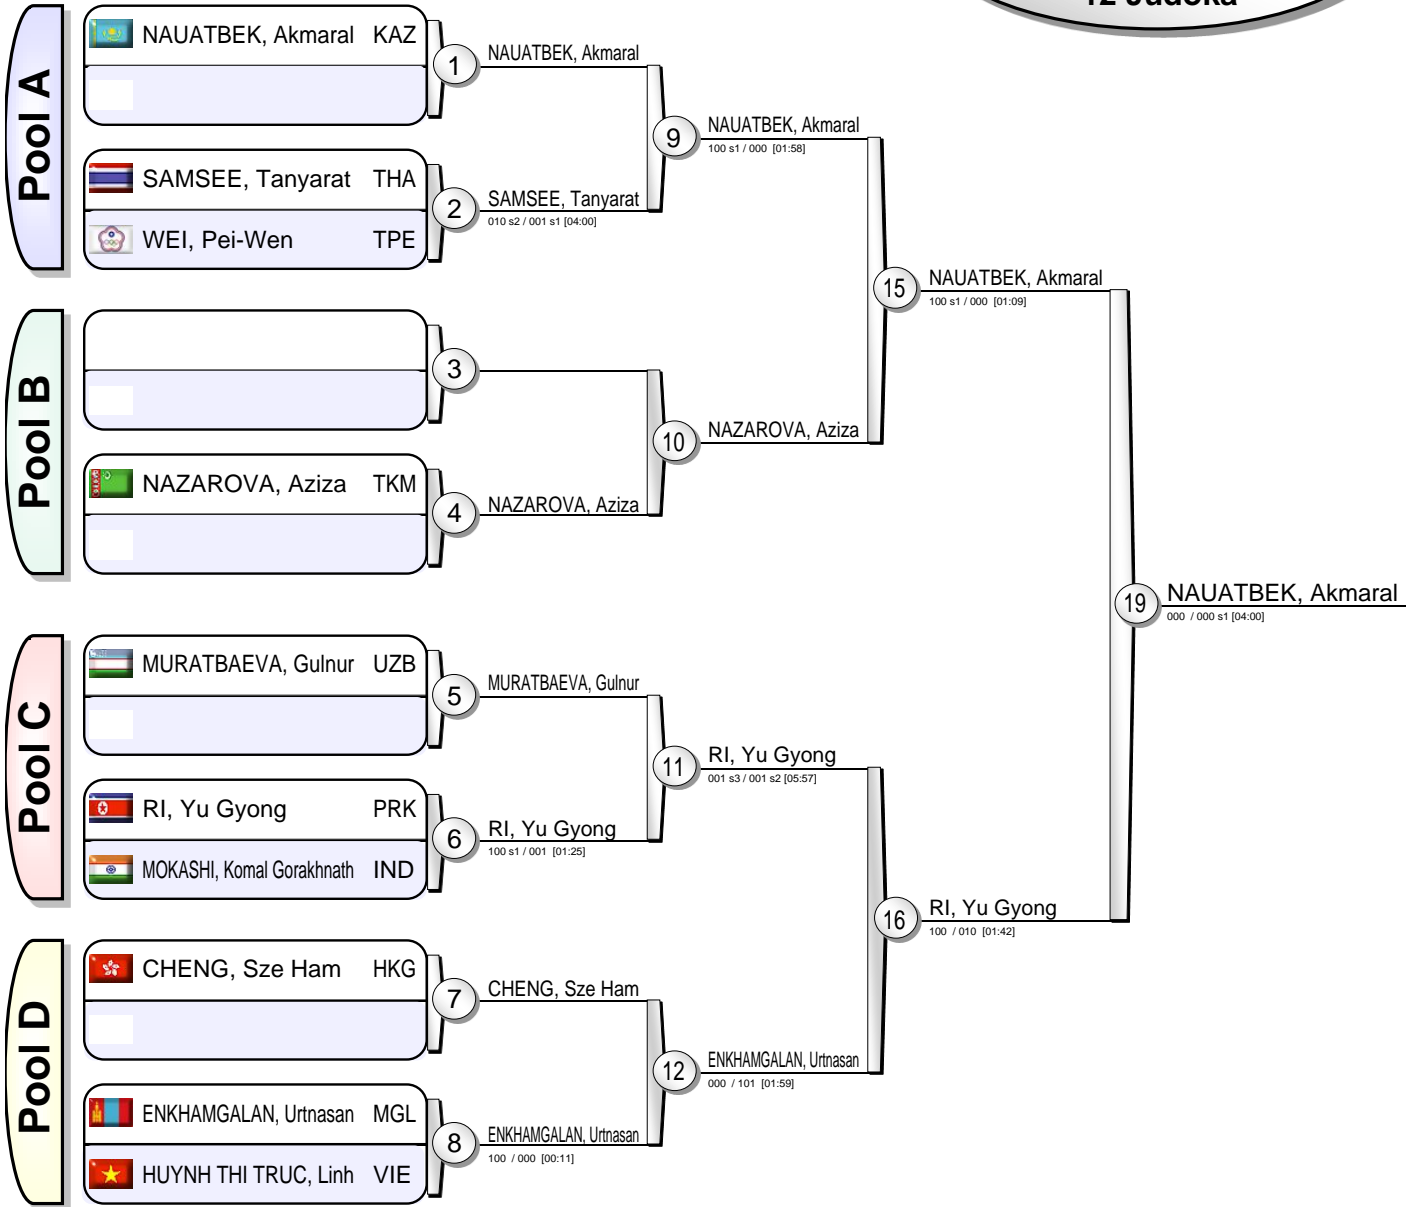 12 Judoka
Pool A
NAUATBEK, Akmaral KAZ
1
NAUATBEK, Akmaral
SAMSEE, Tanyarat THA
WEI, Pei-Wen TPE
2
SAMSEE, Tanyarat
010 s2 / 001 s1 [04:00]
9
NAUATBEK, Akmaral
100 s1 / 000 [01:58]
Pool B
3
NAZAROVA, Aziza TKM
4
NAZAROVA, Aziza
10
NAZAROVA, Aziza
15
NAUATBEK, Akmaral
100 s1 / 000 [01:09]
Pool C
MURATBAEVA, Gulnur UZB
5
MURATBAEVA, Gulnur
RI, Yu Gyong PRK
MOKASHI, Komal Gorakhnath IND
6
RI, Yu Gyong
100 s1 / 001 [01:25]
11
RI, Yu Gyong
001 s3 / 001 s2 [05:57]
Pool D
CHENG, Sze Ham HKG
7
CHENG, Sze Ham
ENKHAMGALAN, Urtnasan MGL
HUYNH THI TRUC, Linh VIE
8
ENKHAMGALAN, Urtnasan
100 / 000 [00:11]
12
ENKHAMGALAN, Urtnasan
000 / 101 [01:59]
16
RI, Yu Gyong
100 / 010 [01:42]
19
NAUATBEK, Akmaral
000 / 000 s1 [04:00]